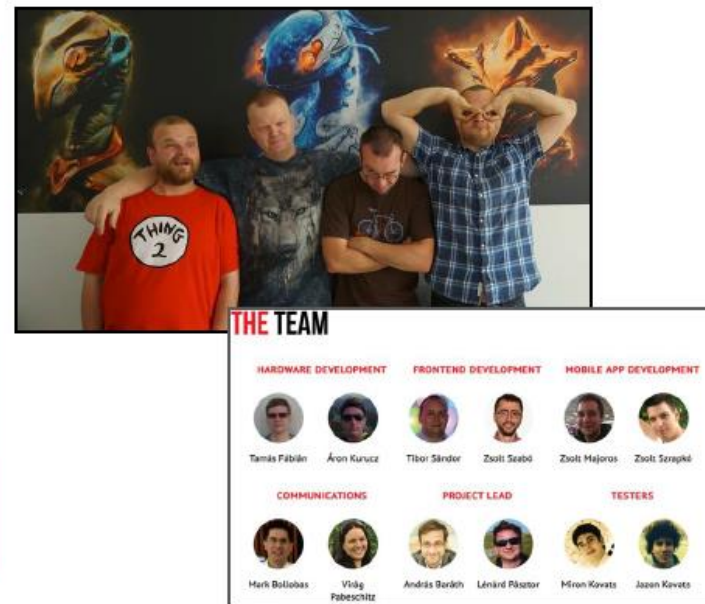 THING
2
THE TEAM
HARDWARE DEVELOPMENT
FRONTEND DEVELOPMENT
MOBILE APP DEVELOPMENT
Tamás Fábián
Áron Kurucz
Tibor Sándor
Zsolt Szabó
Zsolt Majoros
Zsolt Szrapkó
COMMUNICATIONS
PROJECT LEAD
TESTERS
Mark Bollobas
Virág
Pabeschitz
András Baráth
Lénárd Pásztor
Miron Kovats
Jazon Kovats